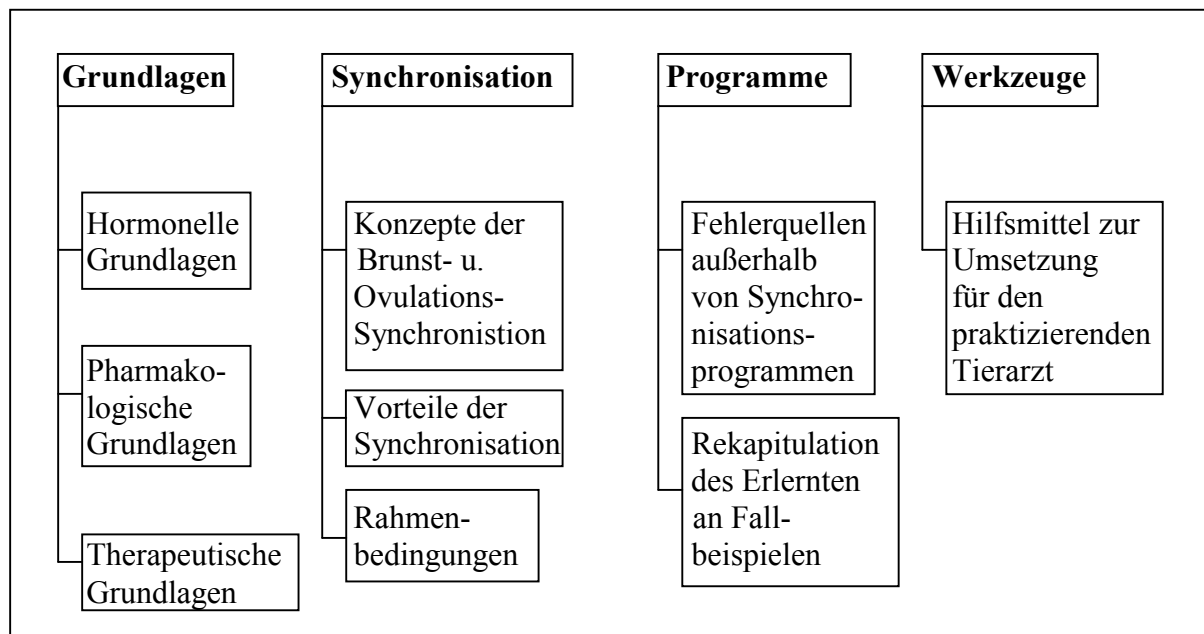 Grundlagen
Hormonelle
Grundlagen
Pharmako-
logische
Grundlagen
Therapeutische
Grundlagen
Synchronisation
Konzepte der
Brunst- u.
Ovulations-
Synchronistion
Vorteile der
Synchronisation
Rahmen-
bedingungen
Programme
Fehlerquellen
außerhalb
von Synchro-
nisations-
programmen
Rekapitulation
des Erlernten
an Fall-
beispielen
Werkzeuge
Hilfsmittel zur
Umsetzung
für den
praktizierenden
Tierarzt